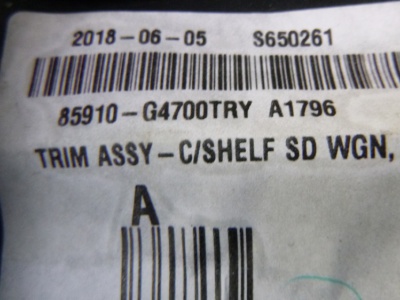 2018-06-05 S650261
85910-G4700TRY A1796
TRIM ASSY-C/SHELF SD WGN,
A